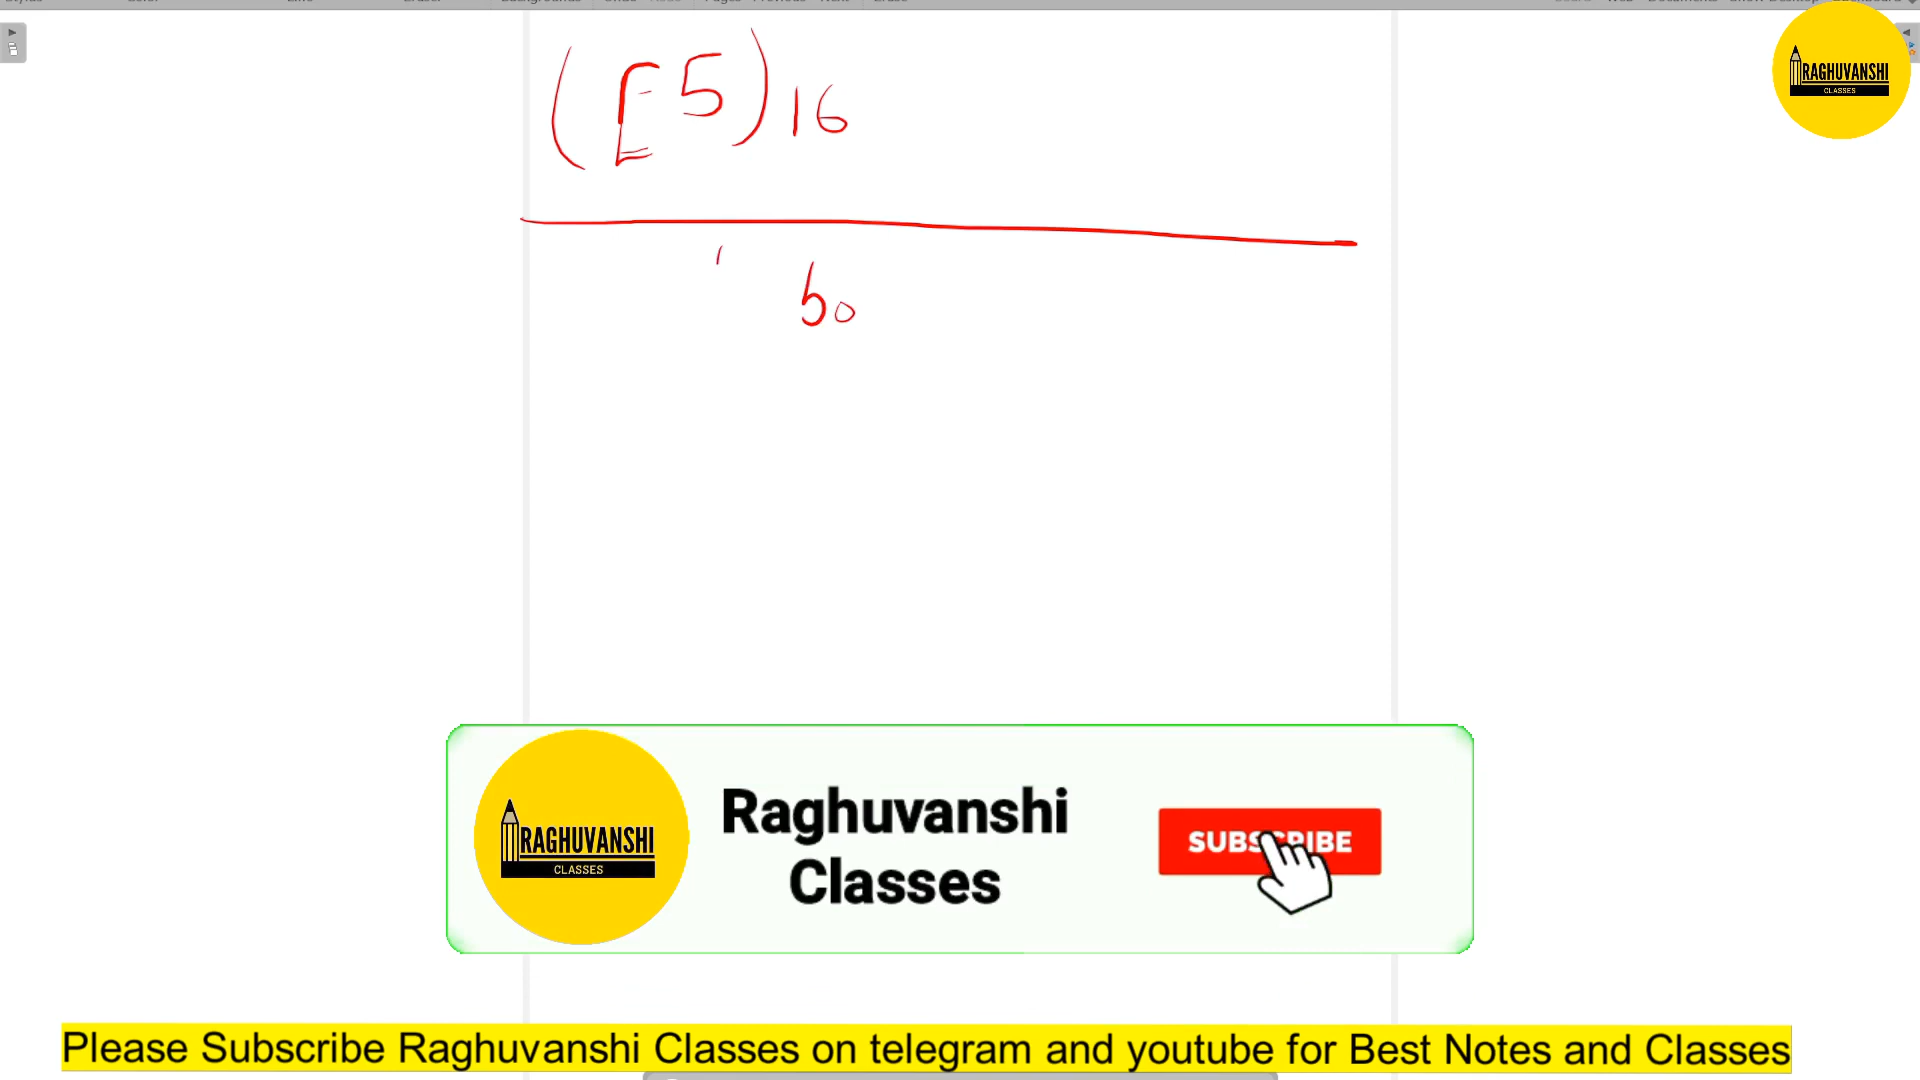 (E5)16
' bo
RAGHUVANSHI
CLASSES
RAGHUVANSHI
CLASSES
Raghuvanshi
Classes
SUBSCRIBE
Please Subscribe Raghuvanshi Classes on telegram and youtube for Best Notes and Classes